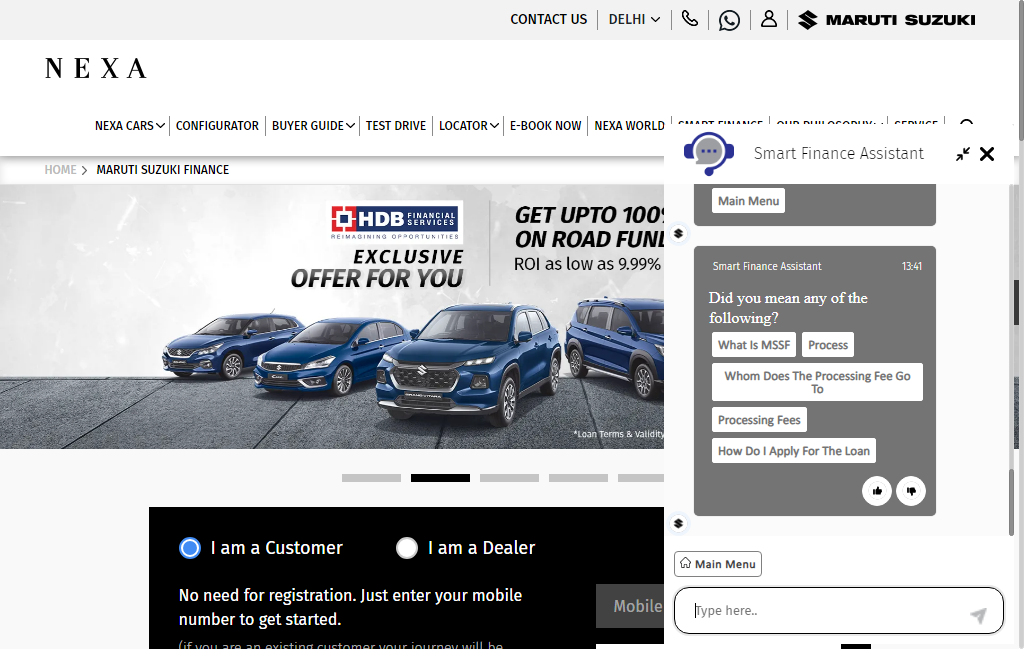 CONTACT US
DELHI
MARUTI SUZUKI
NEXA
NEXA CARS
CONFIGURATOR
BUYER GUIDE
TEST DRIVE
LOCATOR
E-BOOK NOW
NEXA WORLD
SMART FINANCE
OUR PHILOSOPHY
SERVICE
HOME
MARUTI SUZUKI FINANCE
HDB FINANCIAL SERVICES
REIMAGINING OPPORTUNITIES
EXCLUSIVE
OFFER FOR YOU
GET UPTO 100%
ON ROAD FUND
ROI as low as 9.99%
GRAND VITARA
*Loan Terms & Validity
I am a Customer
I am a Dealer
No need for registration. Just enter your mobile
number to get started.
(if you are an existing customer your journey will be
Mobile
Smart Finance Assistant
Main Menu
Smart Finance Assistant
13:41
Did you mean any of the
following?
What Is MSSF
Process
Whom Does The Processing Fee Go
To
Processing Fees
How Do I Apply For The Loan
Main Menu
Type here..